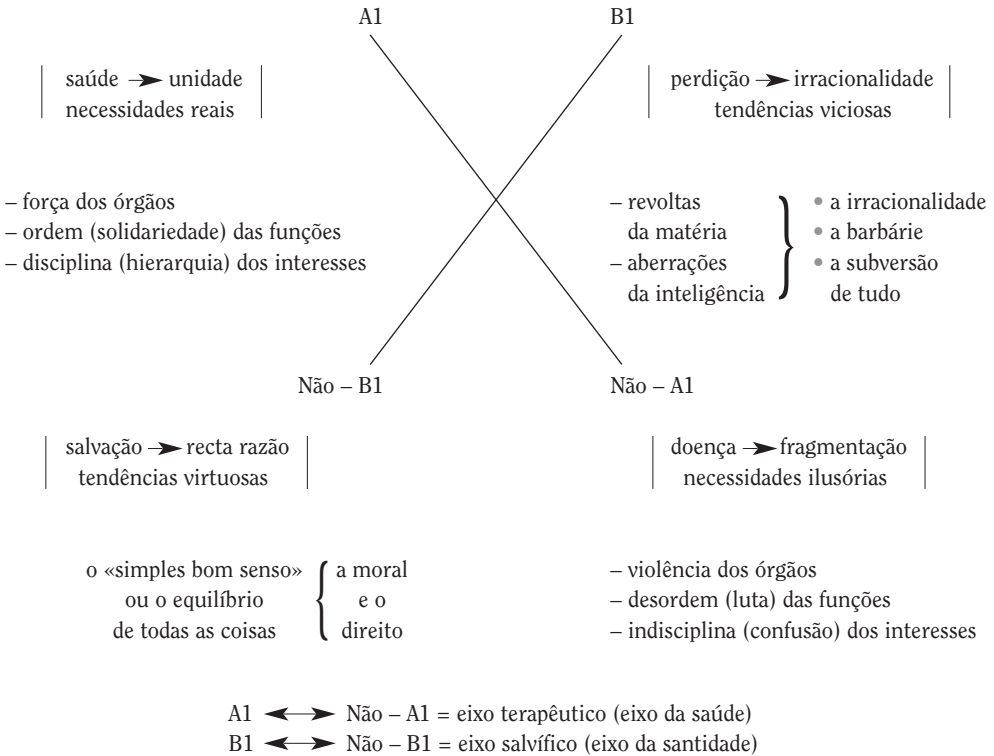 A1
B1
saúde → unidade
necessidades reais
perdição → irracionalidade
tendências viciosas
– força dos órgãos
– ordem (solidariedade) das funções
– disciplina (hierarquia) dos interesses
– revoltas
da matéria
– aberrações
da inteligência
• a irracionalidade
• a barbárie
• a subversão
de tudo
Não – B1
Não – A1
salvação → recta razão
tendências virtuosas
doença → fragmentação
necessidades ilusórias
o «simples bom senso»
ou o equilíbrio
de todas as coisas
a moral
e o
direito
– violência dos órgãos
– desordem (luta) das funções
– indisciplina (confusão) dos interesses
A1 ↔ Não – A1 = eixo terapêutico (eixo da saúde)
B1 ↔ Não – B1 = eixo salvífico (eixo da santidade)